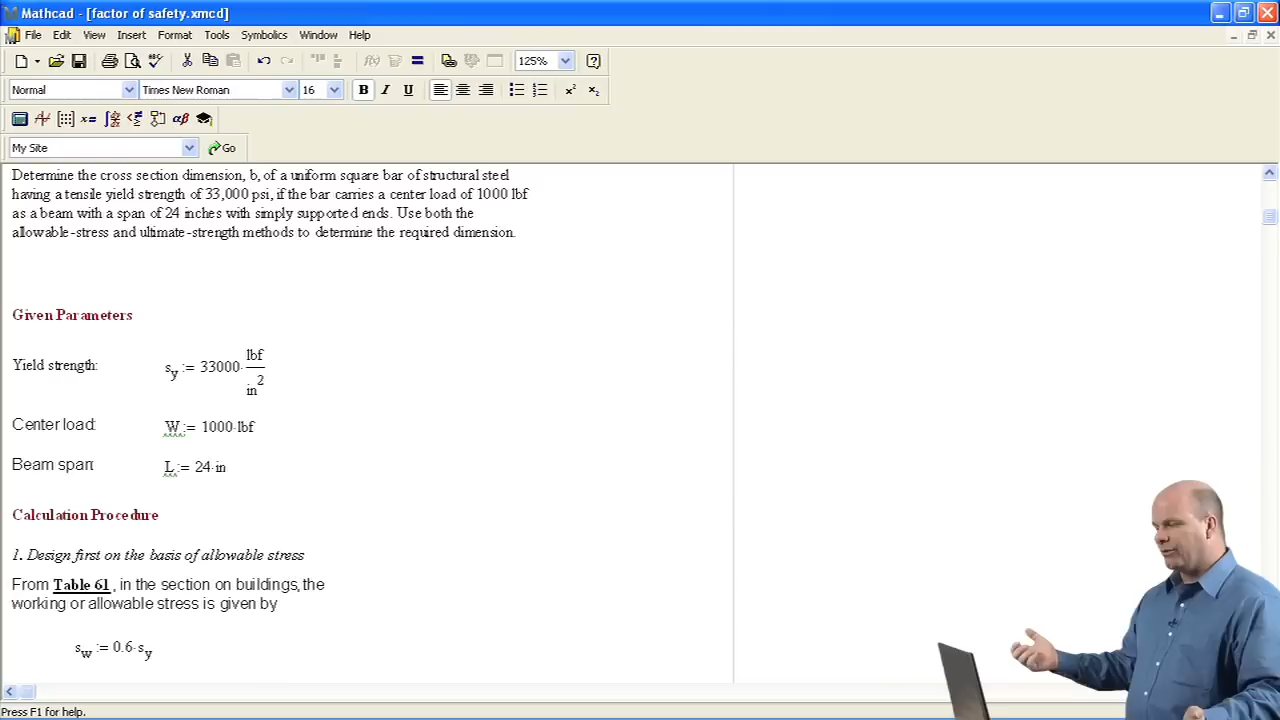 Mathcad - [factor of safety.xmcd]
File Edit View Insert Format Tools Symbolics Window Help
125%
Normal Times New Roman 16 B I U
My Site Go
Determine the cross section dimension, b, of a uniform square bar of structural steel
having a tensile yield strength of 33,000 psi, if the bar carries a center load of 1000 lbf
as a beam with a span of 24 inches with simply supported ends. Use both the
allowable-stress and ultimate-strength methods to determine the required dimension.
Given Parameters
Yield strength: s_y := 33000· lbf/in^2
Center load: W := 1000·lbf
Beam span: L := 24·in
Calculation Procedure
1. Design first on the basis of allowable stress
From Table 61, in the section on buildings, the
working or allowable stress is given by
s_w := 0.6·s_y
Press F1 for help.